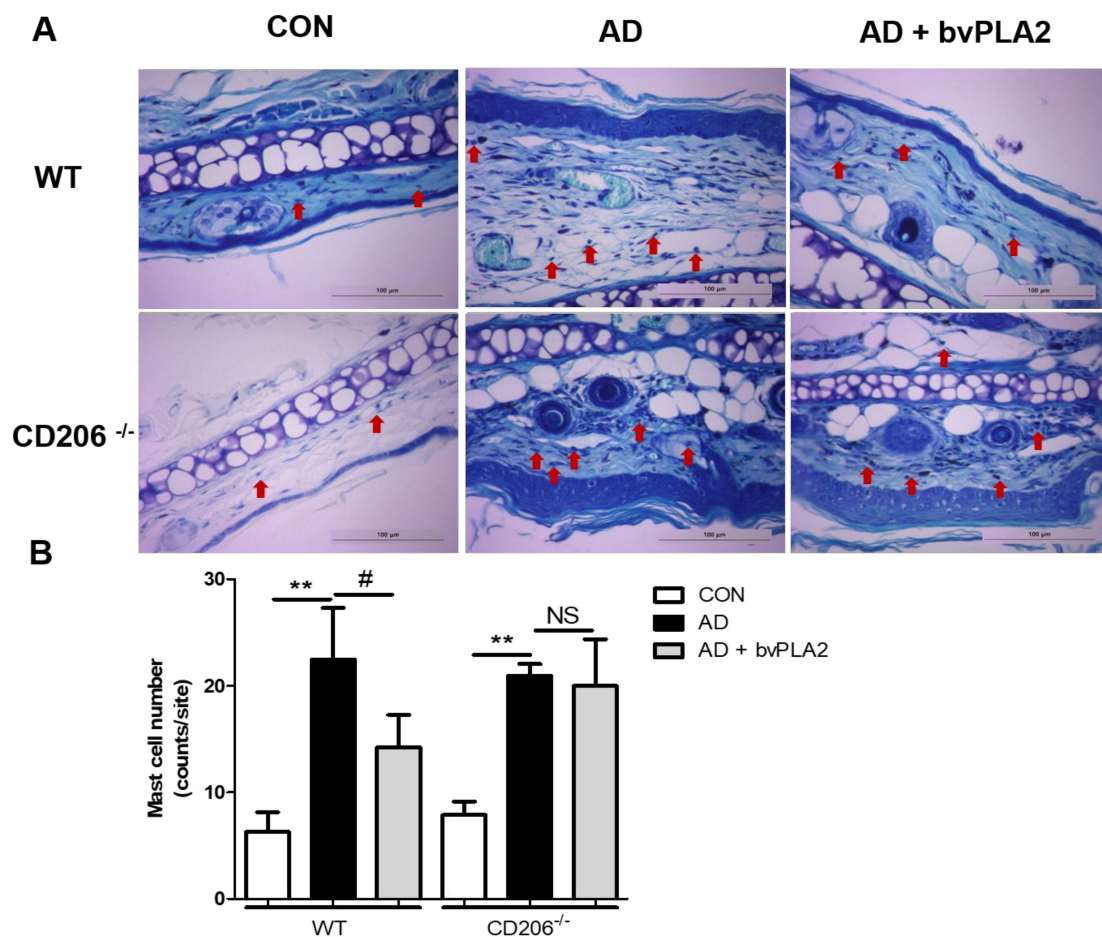 A
CON
AD
AD + bvPLA2
WT
100 μm
100 μm
100 μm
CD206 -/-
100 μm
100 μm
100 μm
B
Mast cell number
(counts/site)
30
20
10
0
**
#
**
NS
CON
AD
AD + bvPLA2
WT
CD206-/-